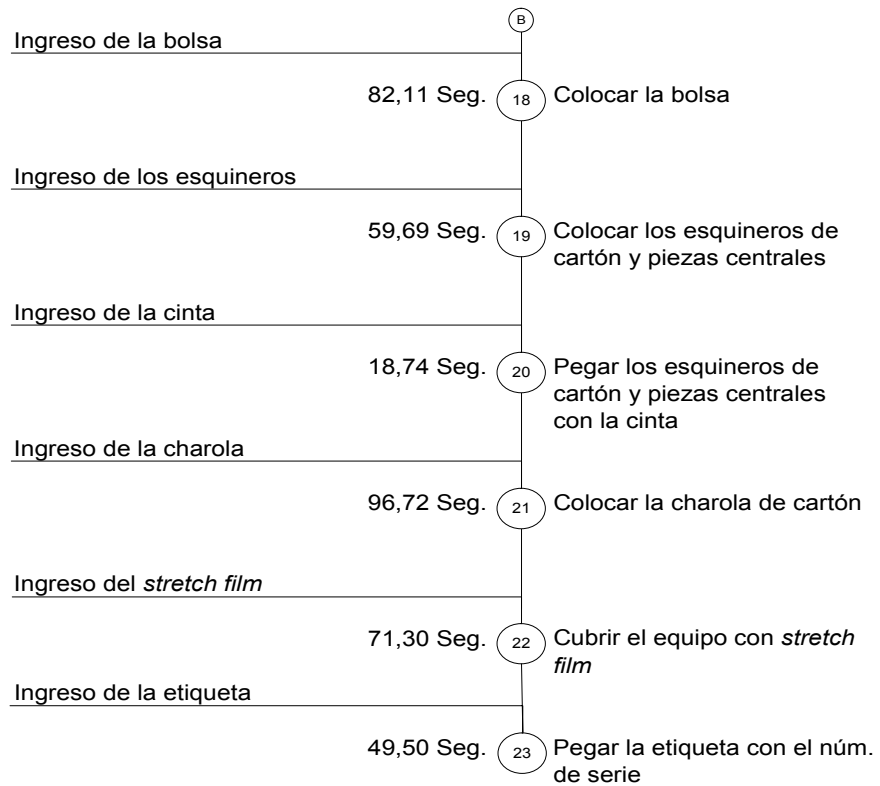 B
Ingreso de la bolsa
82,11 Seg. 18 Colocar la bolsa
Ingreso de los esquineros
59,69 Seg. 19 Colocar los esquineros de
cartón y piezas centrales
Ingreso de la cinta
18,74 Seg. 20 Pegar los esquineros de
cartón y piezas centrales
con la cinta
Ingreso de la charola
96,72 Seg. 21 Colocar la charola de cartón
Ingreso del stretch film
71,30 Seg. 22 Cubrir el equipo con stretch
film
Ingreso de la etiqueta
49,50 Seg. 23 Pegar la etiqueta con el núm.
de serie